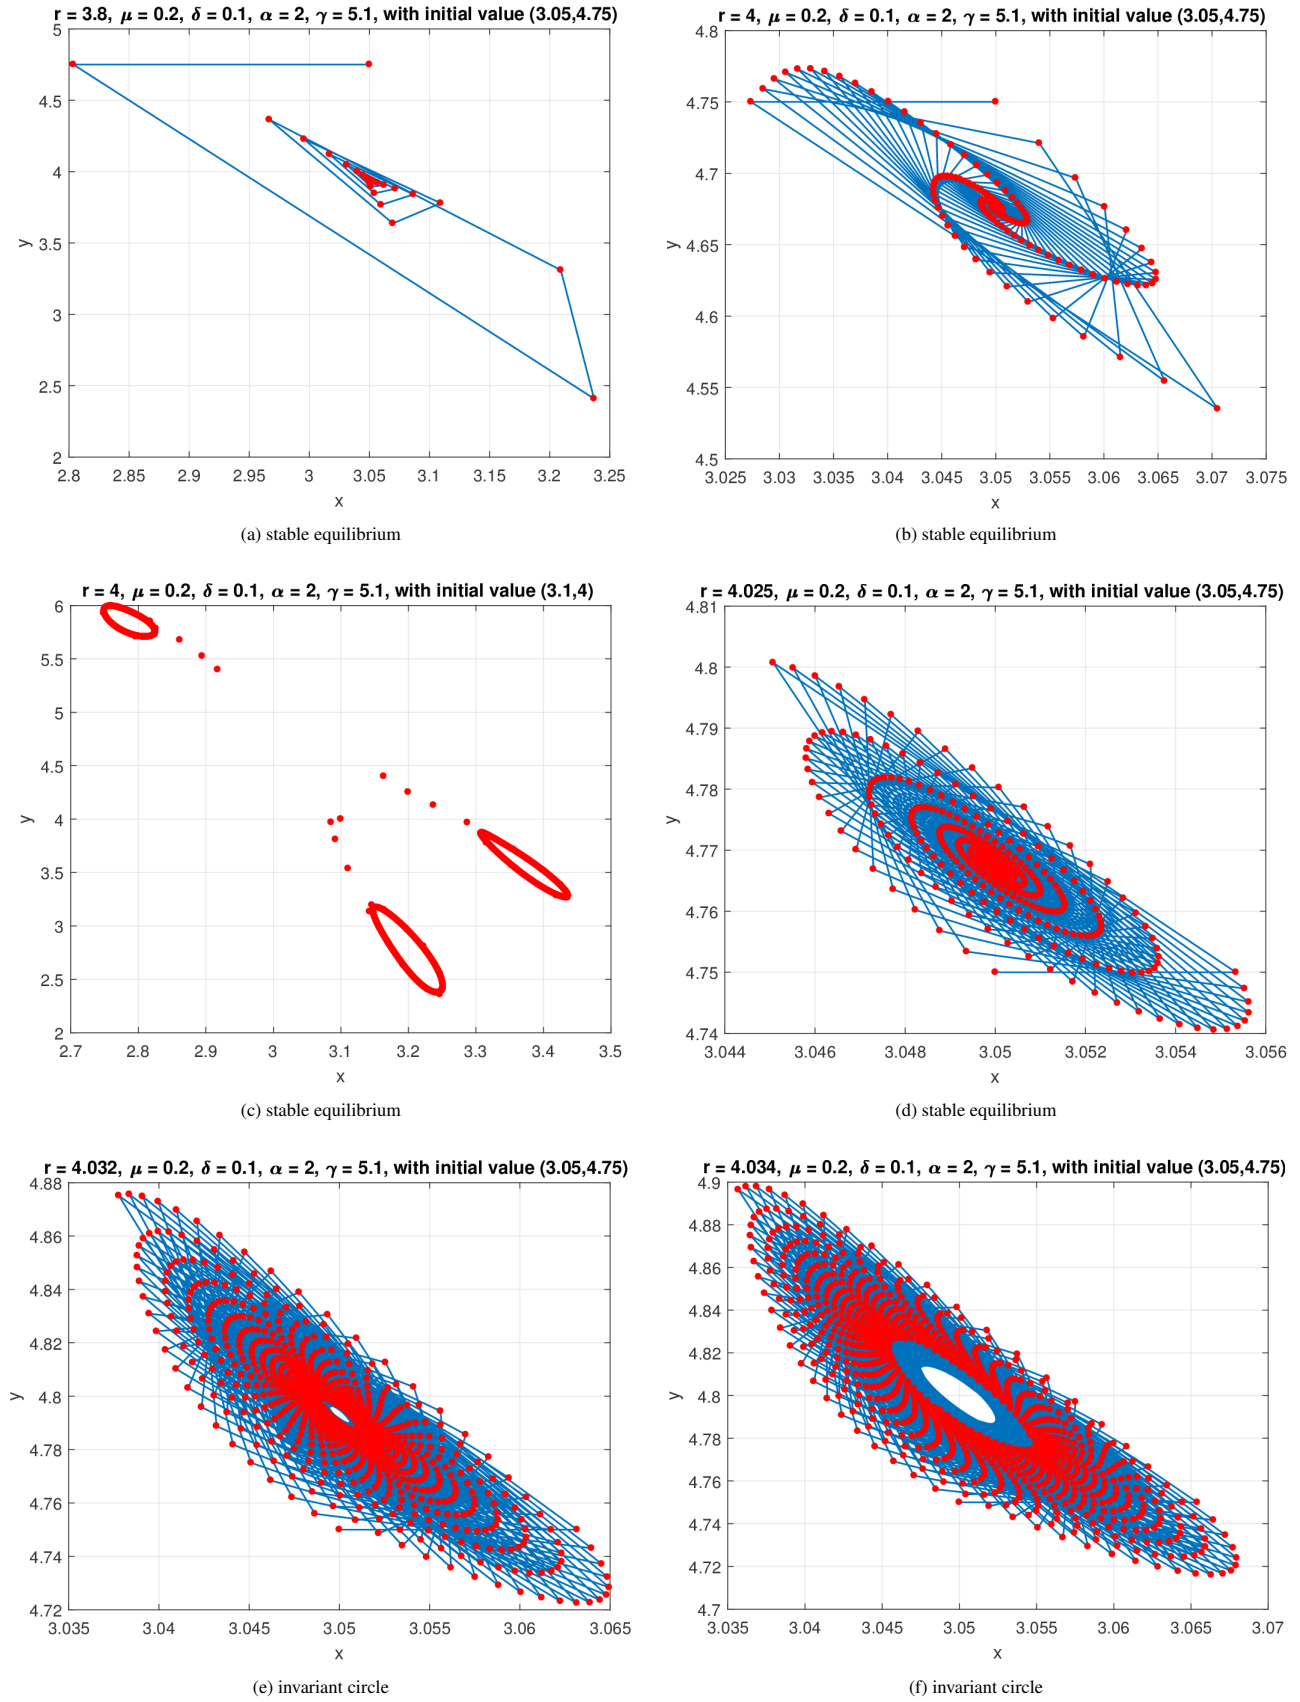 r = 3.8, μ = 0.2, δ = 0.1, α = 2, γ = 5.1, with initial value (3.05,4.75)
5
4.5
4
3.5
3
2.5
2
y
2.8 2.85 2.9 2.95 3 3.05 3.1 3.15 3.2 3.25
x
(a) stable equilibrium
r = 4, μ = 0.2, δ = 0.1, α = 2, γ = 5.1, with initial value (3.05,4.75)
4.8
4.75
4.7
4.65
4.6
4.55
4.5
y
3.025 3.03 3.035 3.04 3.045 3.05 3.055 3.06 3.065 3.07 3.075
x
(b) stable equilibrium
r = 4, μ = 0.2, δ = 0.1, α = 2, γ = 5.1, with initial value (3.1,4)
6
5.5
5
4.5
4
3.5
3
2.5
2
y
2.7 2.8 2.9 3 3.1 3.2 3.3 3.4 3.5
x
(c) stable equilibrium
r = 4.025, μ = 0.2, δ = 0.1, α = 2, γ = 5.1, with initial value (3.05,4.75)
4.81
4.8
4.79
4.78
4.77
4.76
4.75
4.74
y
3.044 3.046 3.048 3.05 3.052 3.054 3.056
x
(d) stable equilibrium
r = 4.032, μ = 0.2, δ = 0.1, α = 2, γ = 5.1, with initial value (3.05,4.75)
4.88
4.86
4.84
4.82
4.8
4.78
4.76
4.74
4.72
y
3.035 3.04 3.045 3.05 3.055 3.06 3.065
x
(e) invariant circle
r = 4.034, μ = 0.2, δ = 0.1, α = 2, γ = 5.1, with initial value (3.05,4.75)
4.9
4.88
4.86
4.84
4.82
4.8
4.78
4.76
4.74
4.72
4.7
y
3.035 3.04 3.045 3.05 3.055 3.06 3.065 3.07
x
(f) invariant circle